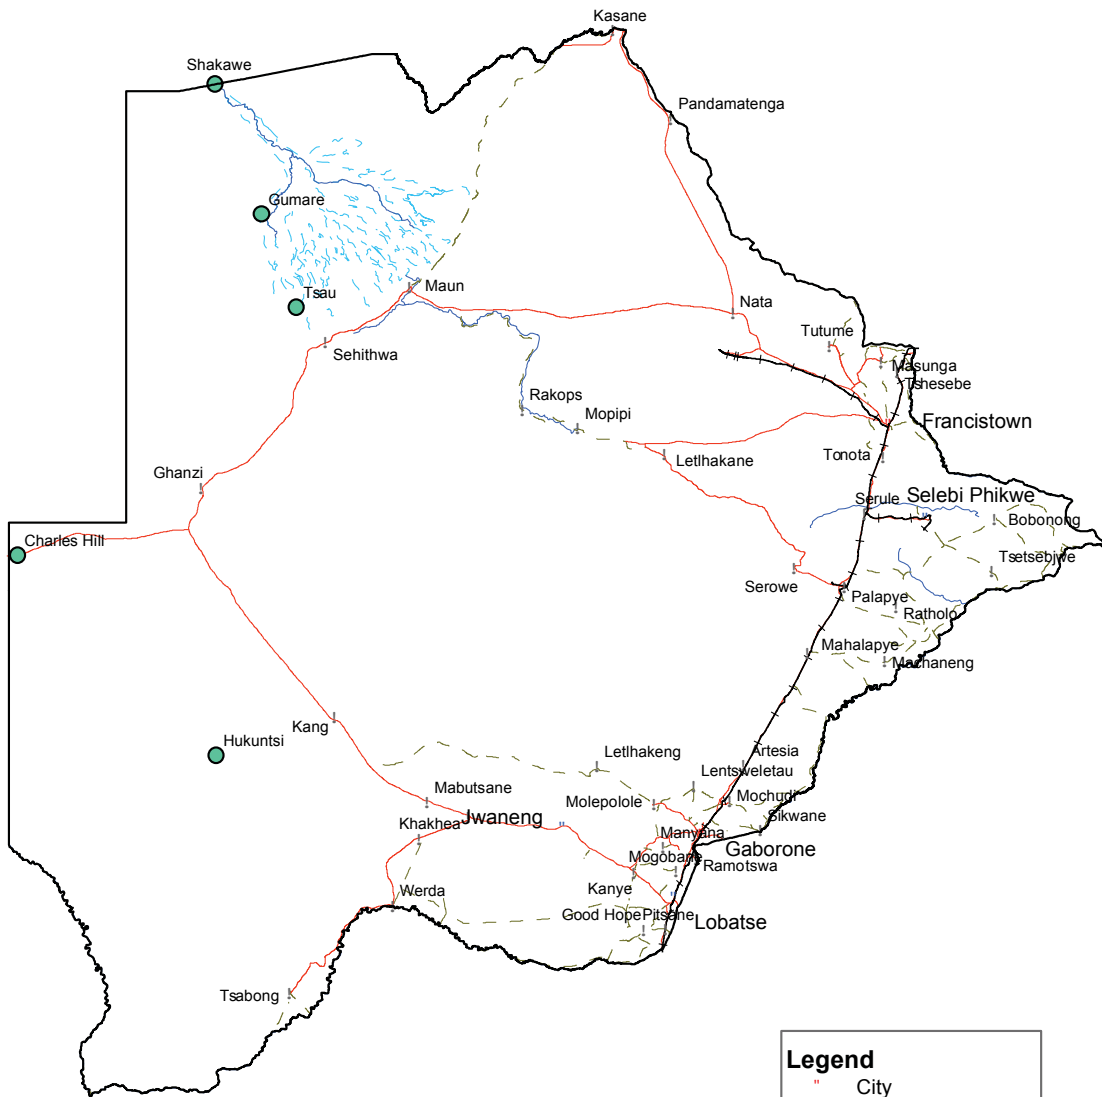 Kasane
Shakawe
Pandamatenga
Gumare
Maun
Tsau
Nata
Tutume
Sehithwa
Masunga
Tshesebe
Rakops
Mopipi
Francistown
Letlhakane
Tonota
Ghanzi
Serule
Selebi Phikwe
Bobonong
Charles Hill
Tsetsebjwe
Serowe
Palapye
Ratholo
Mahalapye
Machaneng
Kang
Hukuntsi
Letlhakeng
Artesia
Lentsweletau
Mabutsane
Molepolole
Mochudi
Jwaneng
Sikwane
Khakhea
Manyana
Gaborone
Mogobane
Ramotswa
Werda
Kanye
Good Hope
Pitsane
Lobatse
Tsabong
Legend
" City